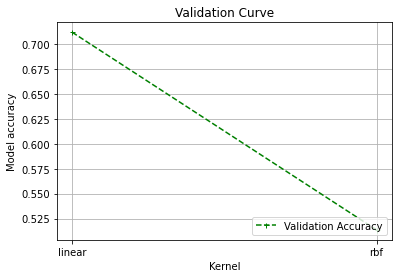 Validation Curve
Model accuracy
0.700
0.675
0.650
0.625
0.600
0.575
0.550
0.525
Validation Accuracy
linear
rbf
Kernel